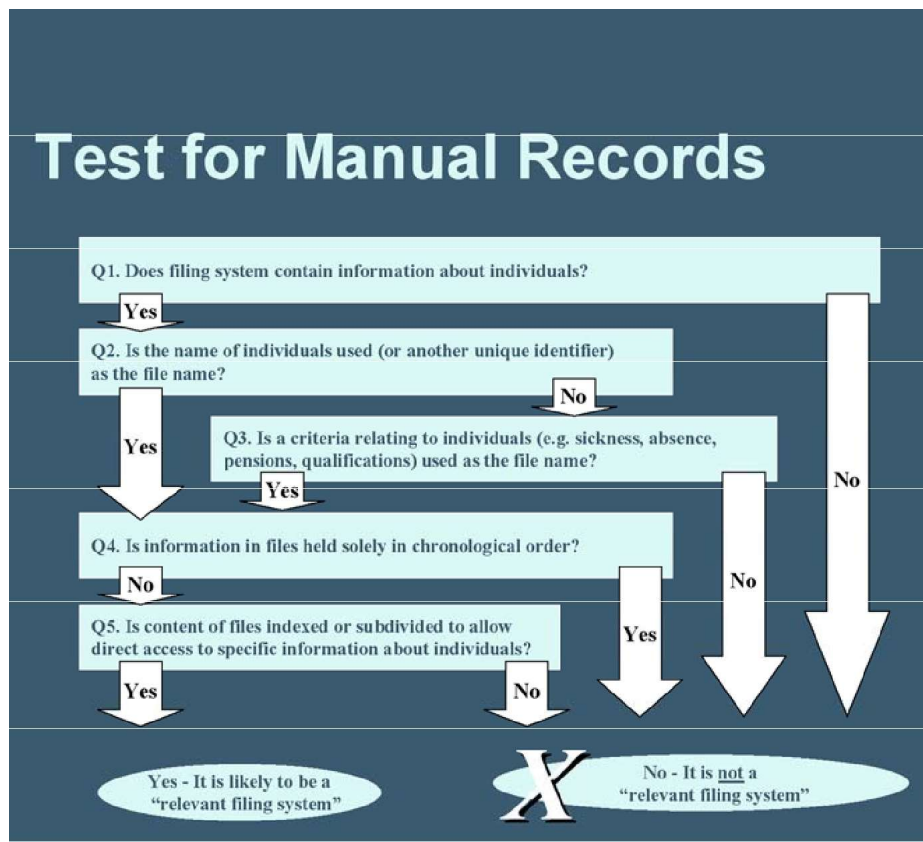 Test for Manual Records
Q1. Does filing system contain information about individuals?
Yes
Q2. Is the name of individuals used (or another unique identifier)
as the file name?
No
Yes
Q3. Is a criteria relating to individuals (e.g. sickness, absence,
pensions, qualifications) used as the file name?
Yes
No
Q4. Is information in files held solely in chronological order?
No
No
Q5. Is content of files indexed or subdivided to allow
direct access to specific information about individuals?
Yes
Yes
No
Yes - It is likely to be a
"relevant filing system"
X
No - It is not a
"relevant filing system"